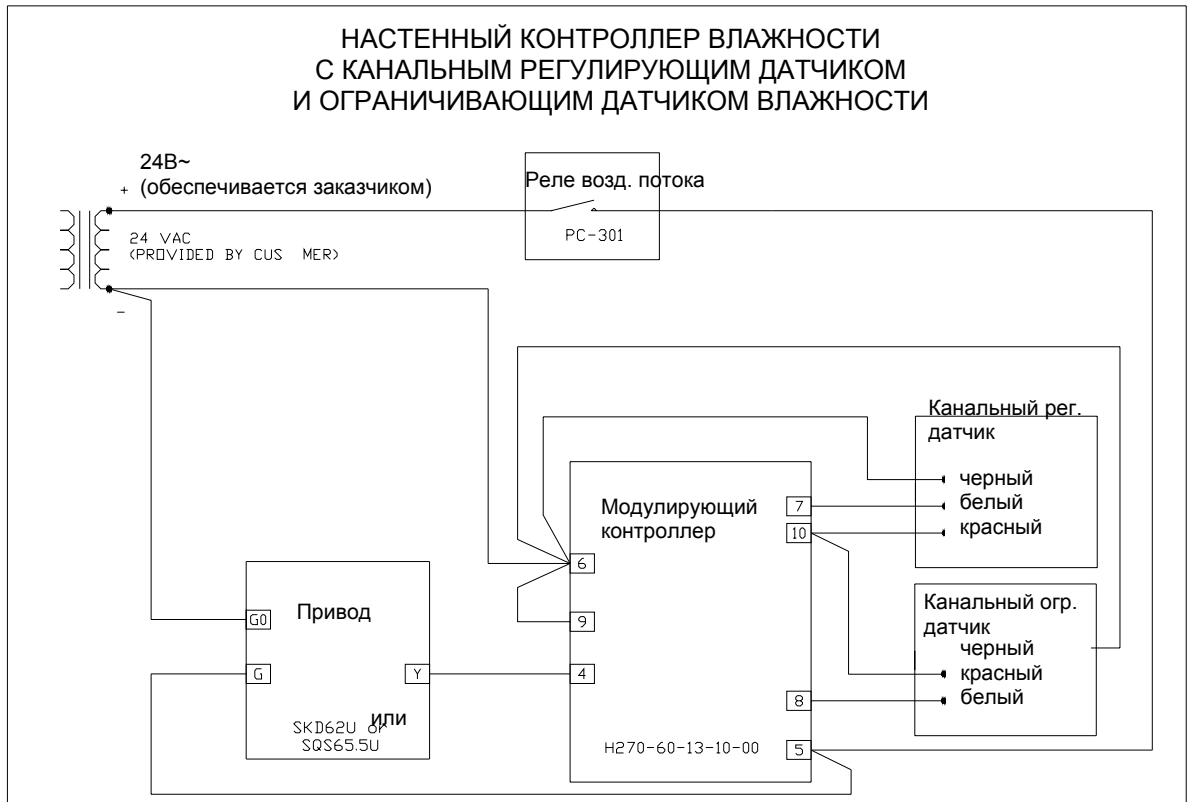 НАСТЕННЫЙ КОНТРОЛЛЕР ВЛАЖНОСТИ
С КАНАЛЬНЫМ РЕГУЛИРУЮЩИМ ДАТЧИКОМ
И ОГРАНИЧИВАЮЩИМ ДАТЧИКОМ ВЛАЖНОСТИ
24В~
+ (обеспечивается заказчиком)
24 VAC
(PROVIDED BY CUS MER)
–
Реле возд. потока
PC-301
Канальный рег.
датчик
черный
белый
красный
Модулирующий
контроллер
7
10
6
9
4
8
5
H270-60-13-10-00
Канальный огр.
датчик
черный
красный
белый
Привод
G0
G
Y
или
SKD62U or
SQS65.5U